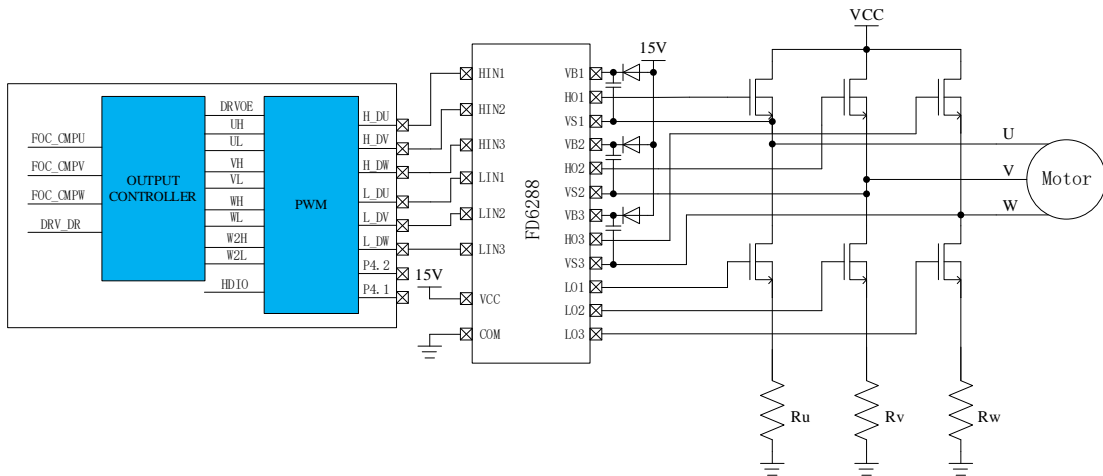 FOC_CMPU
FOC_CMPV
FOC_CMPW
DRV_DR
OUTPUT
CONTROLLER
DRVOE
UH
UL
VH
VL
WH
WL
W2H
W2L
HDIO
PWM
H_DU
H_DV
H_DW
L_DU
L_DV
L_DW
P4.2
P4.1
15V
HIN1
HIN2
HIN3
LIN1
LIN2
LIN3
VCC
COM
FD6288
VB1
HO1
VS1
VB2
HO2
VS2
VB3
HO3
VS3
LO1
LO2
LO3
15V
VCC
U
V
W
Motor
Ru
Rv
Rw